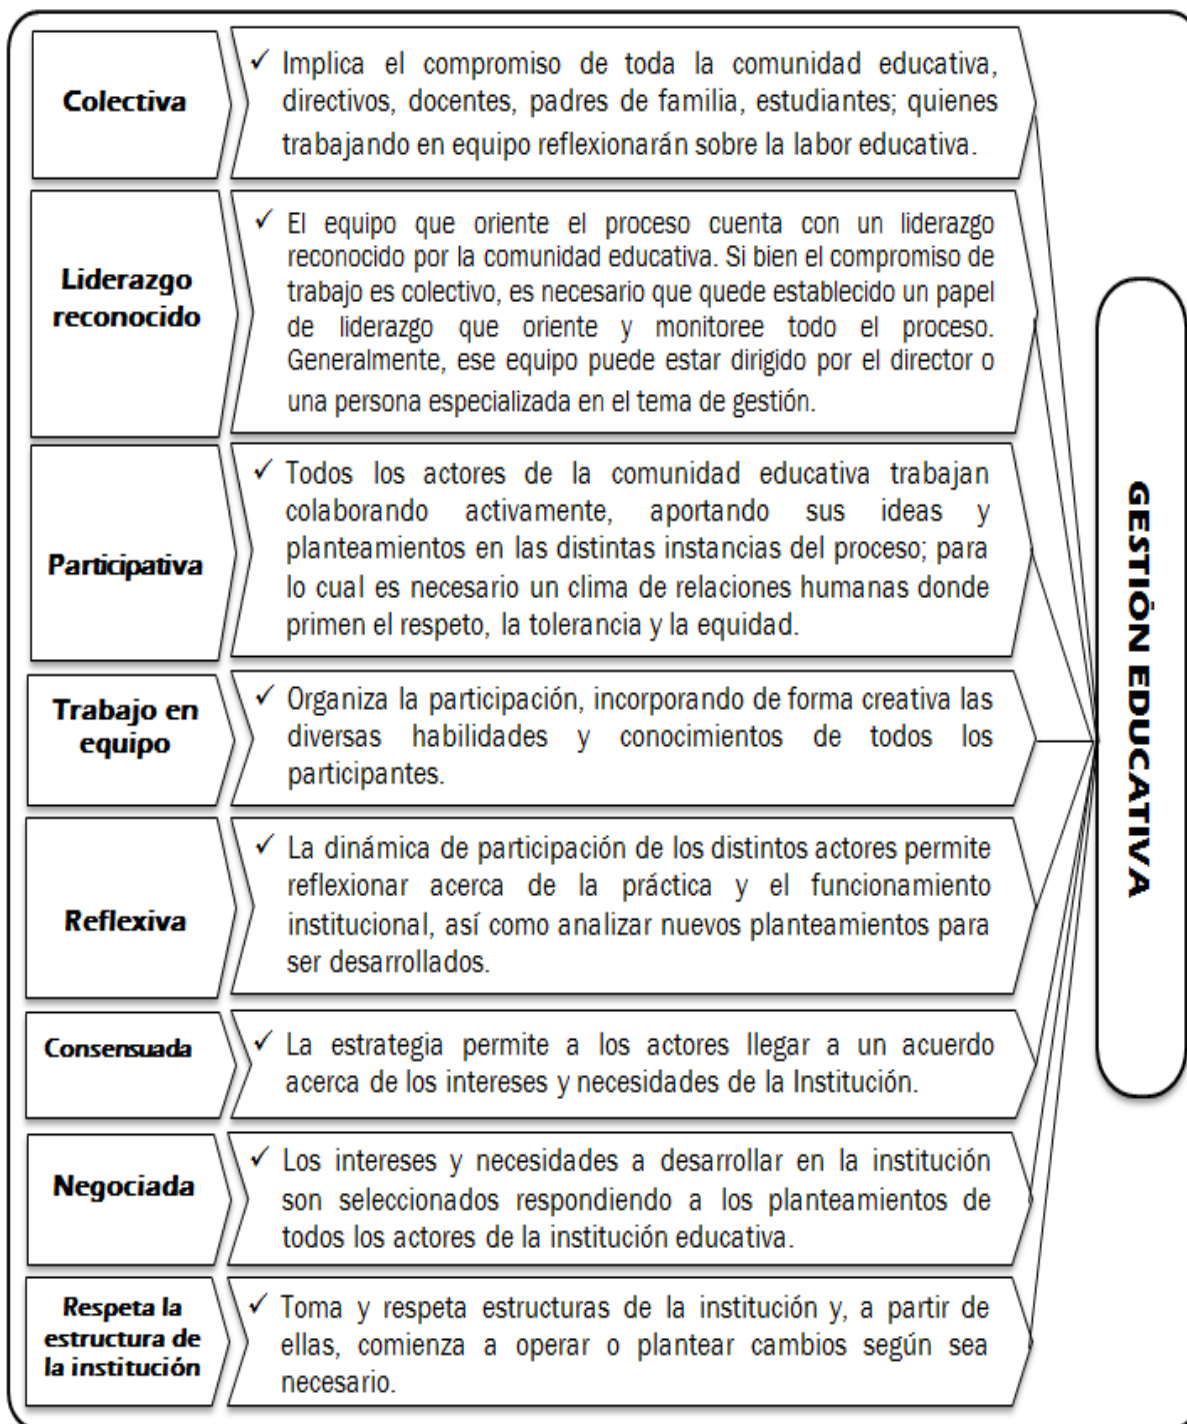 Colectiva
✓ Implica el compromiso de toda la comunidad educativa,
directivos, docentes, padres de familia, estudiantes; quienes
trabajando en equipo reflexionarán sobre la labor educativa.
Liderazgo
reconocido
✓ El equipo que oriente el proceso cuenta con un liderazgo
reconocido por la comunidad educativa. Si bien el compromiso de
trabajo es colectivo, es necesario que quede establecido un papel
de liderazgo que oriente y monitoree todo el proceso.
Generalmente, ese equipo puede estar dirigido por el director o
una persona especializada en el tema de gestión.
Participativa
✓ Todos los actores de la comunidad educativa trabajan
colaborando activamente, aportando sus ideas y
planteamientos en las distintas instancias del proceso; para
lo cual es necesario un clima de relaciones humanas donde
primen el respeto, la tolerancia y la equidad.
Trabajo en
equipo
✓ Organiza la participación, incorporando de forma creativa las
diversas habilidades y conocimientos de todos los
participantes.
Reflexiva
✓ La dinámica de participación de los distintos actores permite
reflexionar acerca de la práctica y el funcionamiento
institucional, así como analizar nuevos planteamientos para
ser desarrollados.
Consensuada
✓ La estrategia permite a los actores llegar a un acuerdo
acerca de los intereses y necesidades de la Institución.
Negociada
✓ Los intereses y necesidades a desarrollar en la institución
son seleccionados respondiendo a los planteamientos de
todos los actores de la institución educativa.
Respeta la
estructura de
la institución
✓ Toma y respeta estructuras de la institución y, a partir de
ellas, comienza a operar o plantear cambios según sea
necesario.
GESTIÓN EDUCATIVA